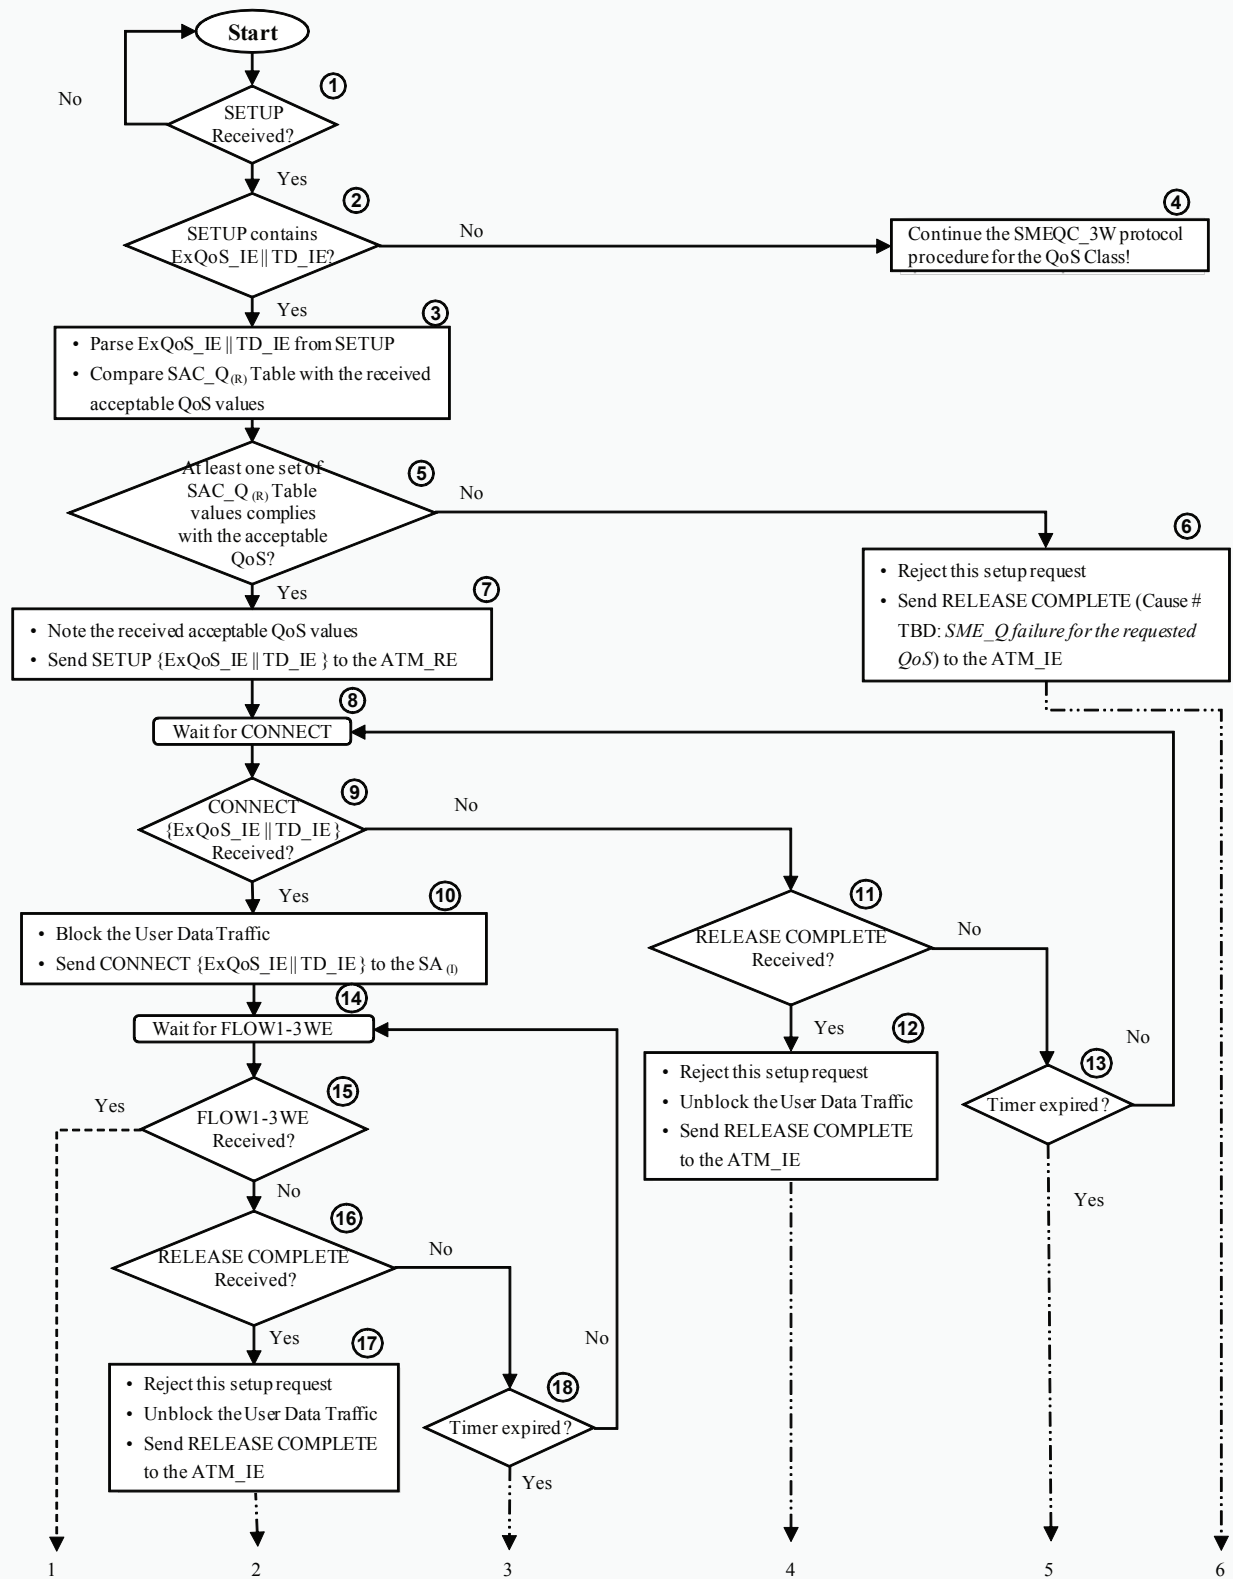 Start
1
No
SETUP
Received?
Yes
2
SETUP contains
ExQoS_IE || TD_IE?
No
4
Continue the SMEQC_3W protocol
procedure for the QoS Class!
Yes
3
• Parse ExQoS_IE || TD_IE from SETUP
• Compare SAC_Q(R) Table with the received
acceptable QoS values
5
At least one set of
SAC_Q (R) Table
values complies
with the acceptable
QoS?
No
6
• Reject this setup request
• Send RELEASE COMPLETE (Cause #
TBD: SME_Q failure for the requested
QoS) to the ATM_IE
Yes
7
• Note the received acceptable QoS values
• Send SETUP {ExQoS_IE || TD_IE } to the ATM_RE
8
Wait for CONNECT
9
CONNECT
{ExQoS_IE || TD_IE }
Received?
No
Yes
10
• Block the User Data Traffic
• Send CONNECT {ExQoS_IE || TD_IE } to the SA (I)
11
RELEASE COMPLETE
Received?
No
14
Wait for FLOW1-3WE
Yes
12
• Reject this setup request
• Unblock the User Data Traffic
• Send RELEASE COMPLETE
to the ATM_IE
No
13
Timer expired ?
Yes
Yes
15
FLOW1-3WE
Received?
No
16
RELEASE COMPLETE
Received?
No
No
Yes
17
• Reject this setup request
• Unblock the User Data Traffic
• Send RELEASE COMPLETE
to the ATM_IE
18
Timer expired ?
Yes
1
2
3
4
5
6